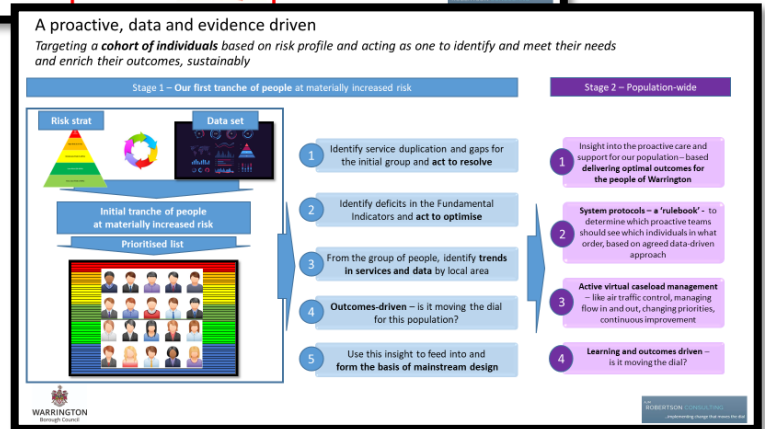 A proactive, data and evidence driven
Targeting a cohort of individuals based on risk profile and acting as one to identify and meet their needs
and enrich their outcomes, sustainably
Stage 1 – Our first tranche of people at materially increased risk
Risk strat
Data set
Initial tranche of people
at materially increased risk
Prioritised list
1
Identify service duplication and gaps for
the initial group and act to resolve
2
Identify deficits in the Fundamental
Indicators and act to optimise
3
From the group of people, identify trends
in services and data by local area
4
Outcomes-driven – is it moving the dial
for this population?
5
Use this insight to feed into and
form the basis of mainstream design
Stage 2 – Population-wide
1
Insight into the proactive care and
support for our population – based
delivering optimal outcomes for
the people of Warrington
2
System protocols – a ‘rulebook’ - to
determine which proactive teams
should see which individuals in what
order, based on agreed data-driven
approach
3
Active virtual caseload management
– like air traffic control, managing
flow in and out, changing priorities,
continuous improvement
4
Learning and outcomes driven –
is it moving the dial?
WARRINGTON
Borough Council
ROBERTSON CONSULTING
...implementing change that moves the dial